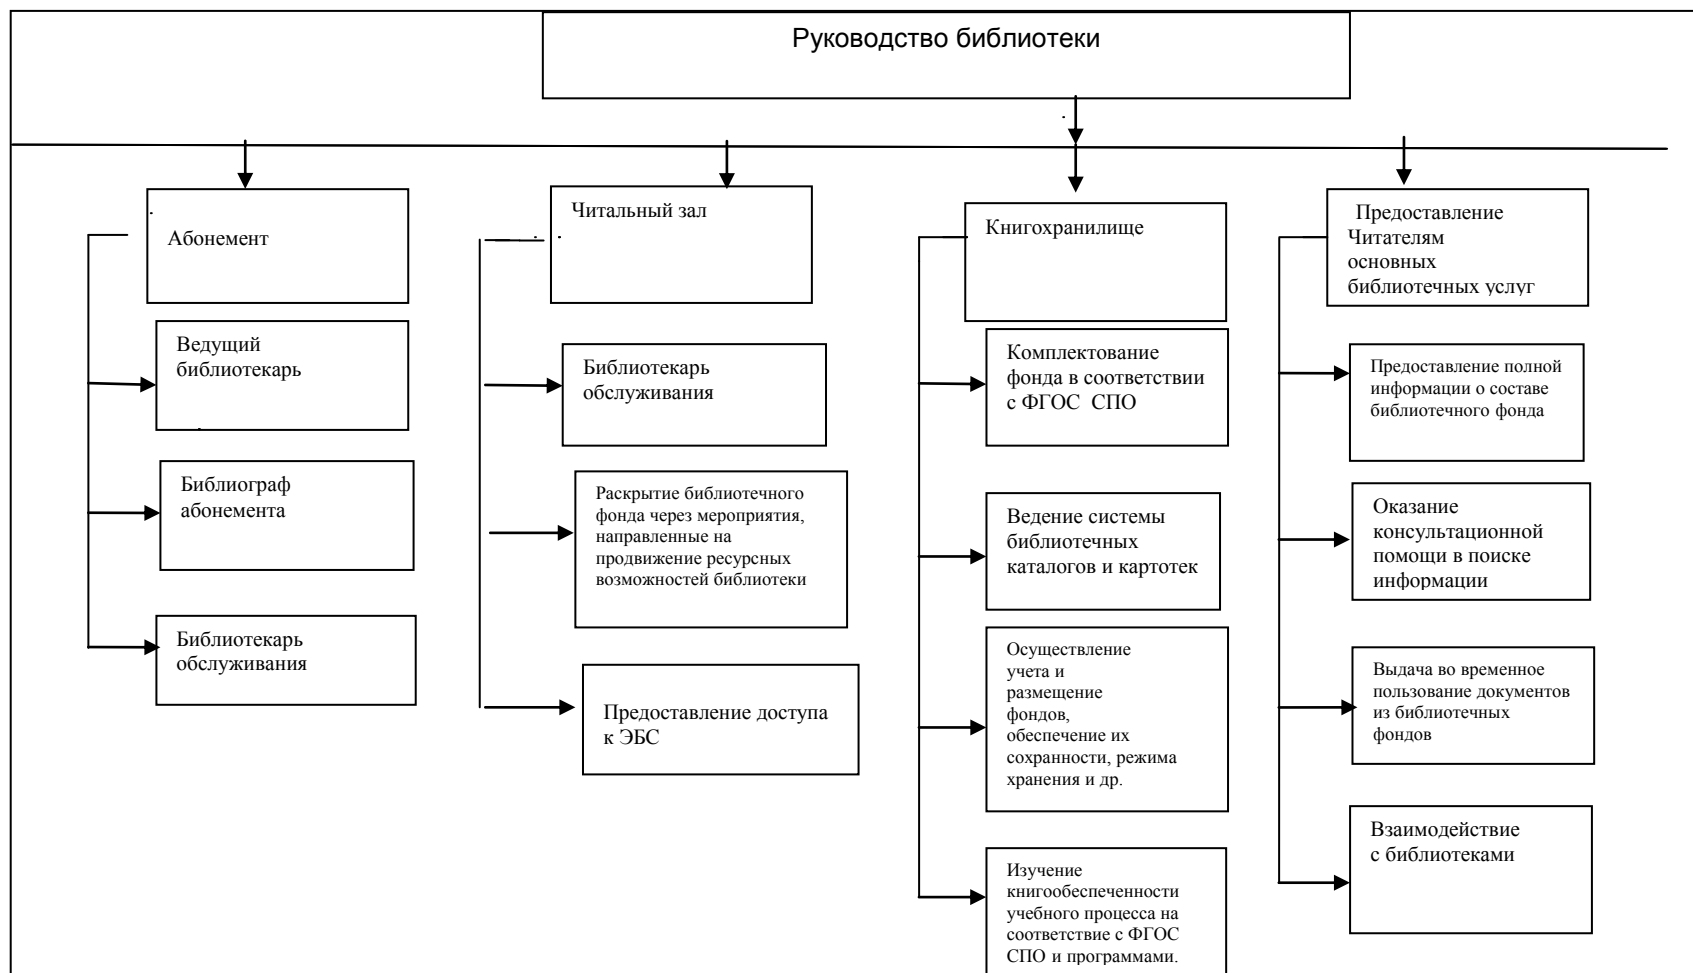 Руководство библиотеки
Абонемент
Ведущий
библиотекарь
Библиограф
абонемента
Библиотекарь
обслуживания
Читальный зал
Библиотекарь
обслуживания
Раскрытие библиотечного
фонда через мероприятия,
направленные на
продвижение ресурсных
возможностей библиотеки
Предоставление доступа
к ЭБС
Книгохранилище
Комплектование
фонда в соответствии
с ФГОС СПО
Ведение системы
библиотечных
каталогов и картотек
Осуществление
учета и
размещение
фондов,
обеспечение их
сохранности, режима
хранения и др.
Изучение
книгообеспеченности
учебного процесса на
соответствие с ФГОС
СПО и программами.
Предоставление
Читателям
основных
библиотечных услуг
Предоставление полной
информации о составе
библиотечного фонда
Оказание
консультационной
помощи в поиске
информации
Выдача во временное
пользование документов
из библиотечных
фондов
Взаимодействие
с библиотеками